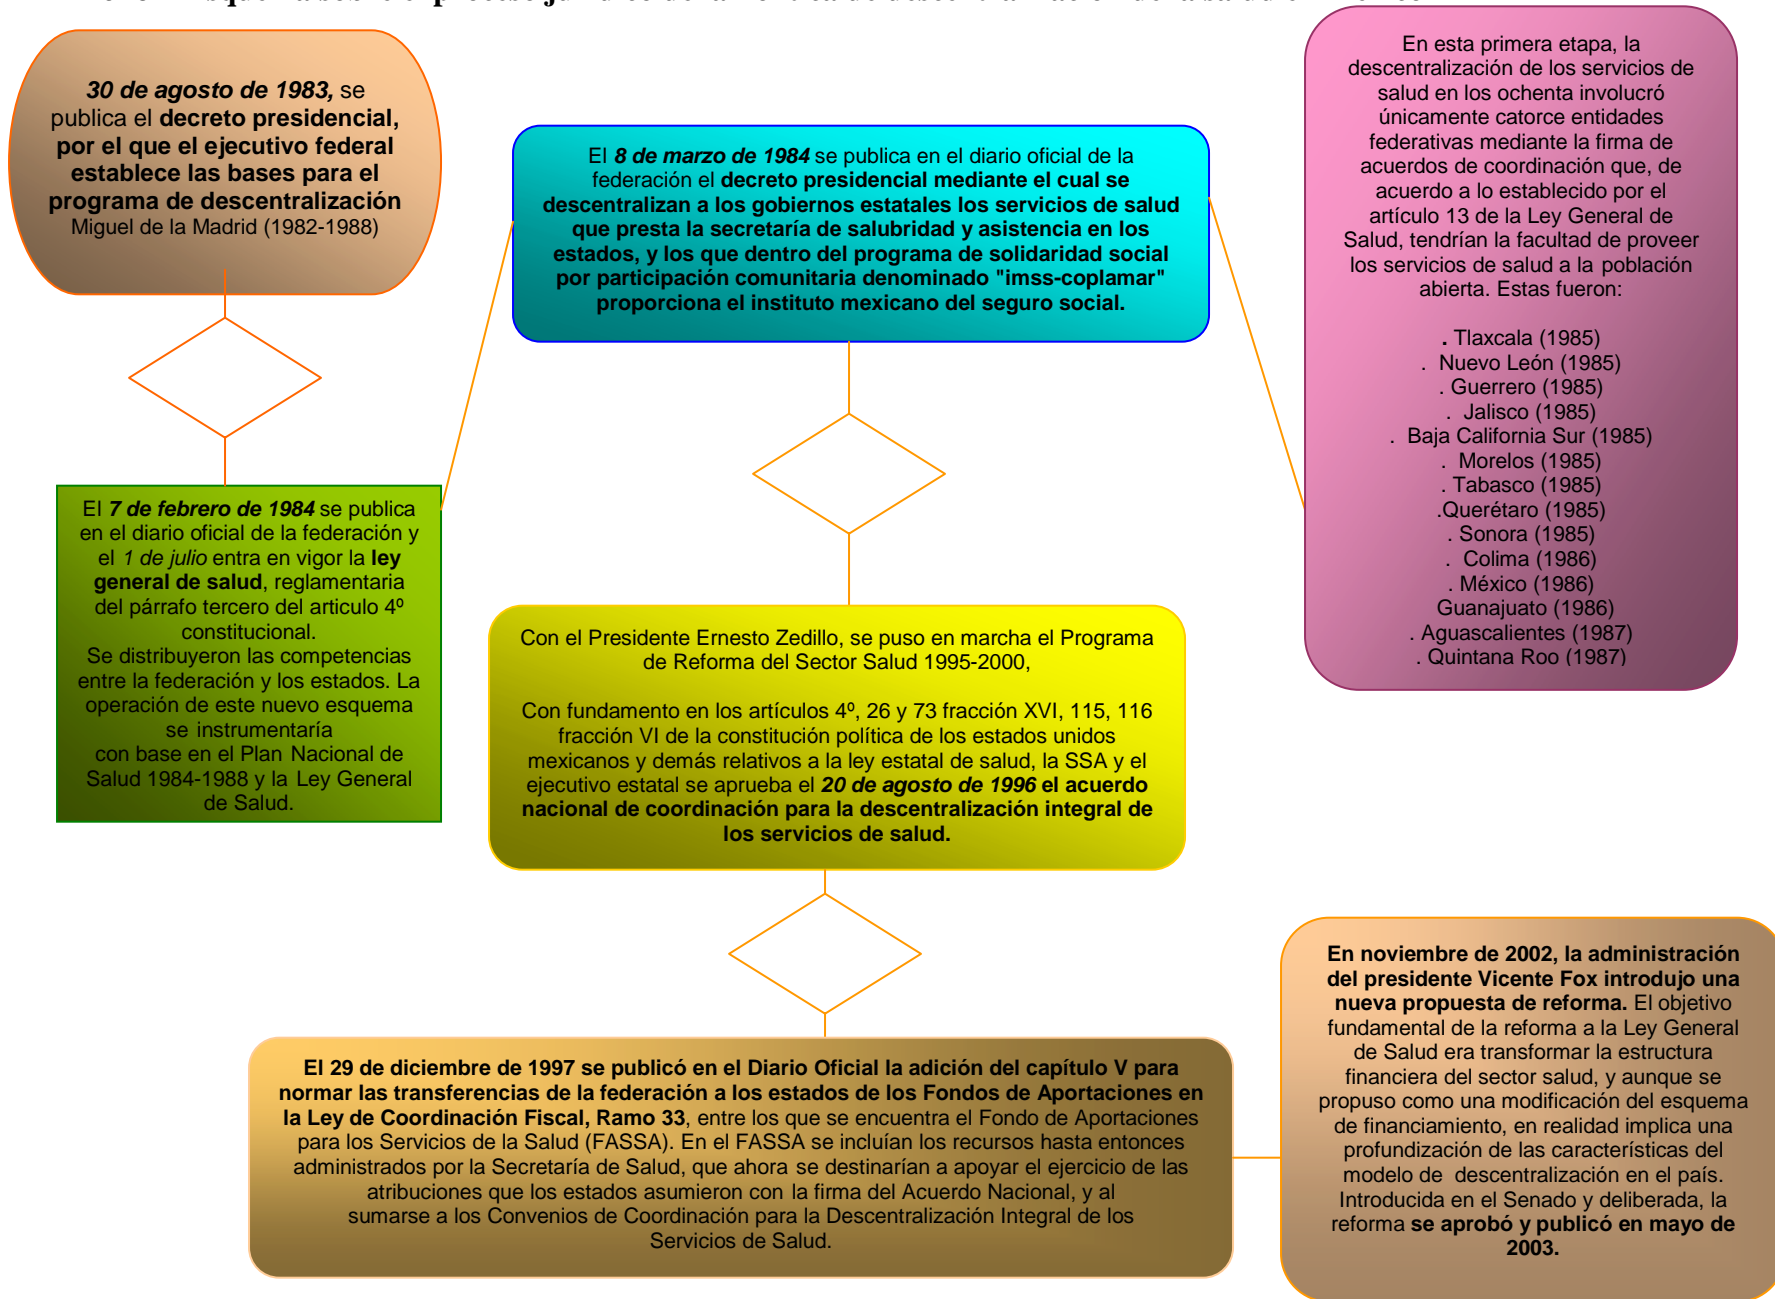 30 de agosto de 1983, se
publica el decreto presidencial,
por el que el ejecutivo federal
establece las bases para el
programa de descentralización
Miguel de la Madrid (1982-1988)
El 7 de febrero de 1984 se publica
en el diario oficial de la federación y
el 1 de julio entra en vigor la ley
general de salud, reglamentaria
del párrafo tercero del articulo 4º
constitucional.
Se distribuyeron las competencias
entre la federación y los estados. La
operación de este nuevo esquema
se instrumentaría
con base en el Plan Nacional de
Salud 1984-1988 y la Ley General
de Salud.
El 8 de marzo de 1984 se publica en el diario oficial de la
federación el decreto presidencial mediante el cual se
descentralizan a los gobiernos estatales los servicios de salud
que presta la secretaría de salubridad y asistencia en los
estados, y los que dentro del programa de solidaridad social
por participación comunitaria denominado "imss-coplamar"
proporciona el instituto mexicano del seguro social.
En esta primera etapa, la
descentralización de los servicios de
salud en los ochenta involucró
únicamente catorce entidades
federativas mediante la firma de
acuerdos de coordinación que, de
acuerdo a lo establecido por el
artículo 13 de la Ley General de
Salud, tendrían la facultad de proveer
los servicios de salud a la población
abierta. Estas fueron:
. Tlaxcala (1985)
. Nuevo León (1985)
. Guerrero (1985)
. Jalisco (1985)
. Baja California Sur (1985)
. Morelos (1985)
. Tabasco (1985)
.Querétaro (1985)
. Sonora (1985)
. Colima (1986)
. México (1986)
Guanajuato (1986)
. Aguascalientes (1987)
. Quintana Roo (1987)
Con el Presidente Ernesto Zedillo, se puso en marcha el Programa
de Reforma del Sector Salud 1995-2000,
Con fundamento en los artículos 4º, 26 y 73 fracción XVI, 115, 116
fracción VI de la constitución política de los estados unidos
mexicanos y demás relativos a la ley estatal de salud, la SSA y el
ejecutivo estatal se aprueba el 20 de agosto de 1996 el acuerdo
nacional de coordinación para la descentralización integral de
los servicios de salud.
El 29 de diciembre de 1997 se publicó en el Diario Oficial la adición del capítulo V para
normar las transferencias de la federación a los estados de los Fondos de Aportaciones en
la Ley de Coordinación Fiscal, Ramo 33, entre los que se encuentra el Fondo de Aportaciones
para los Servicios de la Salud (FASSA). En el FASSA se incluían los recursos hasta entonces
administrados por la Secretaría de Salud, que ahora se destinarían a apoyar el ejercicio de las
atribuciones que los estados asumieron con la firma del Acuerdo Nacional, y al
sumarse a los Convenios de Coordinación para la Descentralización Integral de los
Servicios de Salud.
En noviembre de 2002, la administración
del presidente Vicente Fox introdujo una
nueva propuesta de reforma. El objetivo
fundamental de la reforma a la Ley General
de Salud era transformar la estructura
financiera del sector salud, y aunque se
propuso como una modificación del esquema
de financiamiento, en realidad implica una
profundización de las características del
modelo de descentralización en el país.
Introducida en el Senado y deliberada, la
reforma se aprobó y publicó en mayo de
2003.